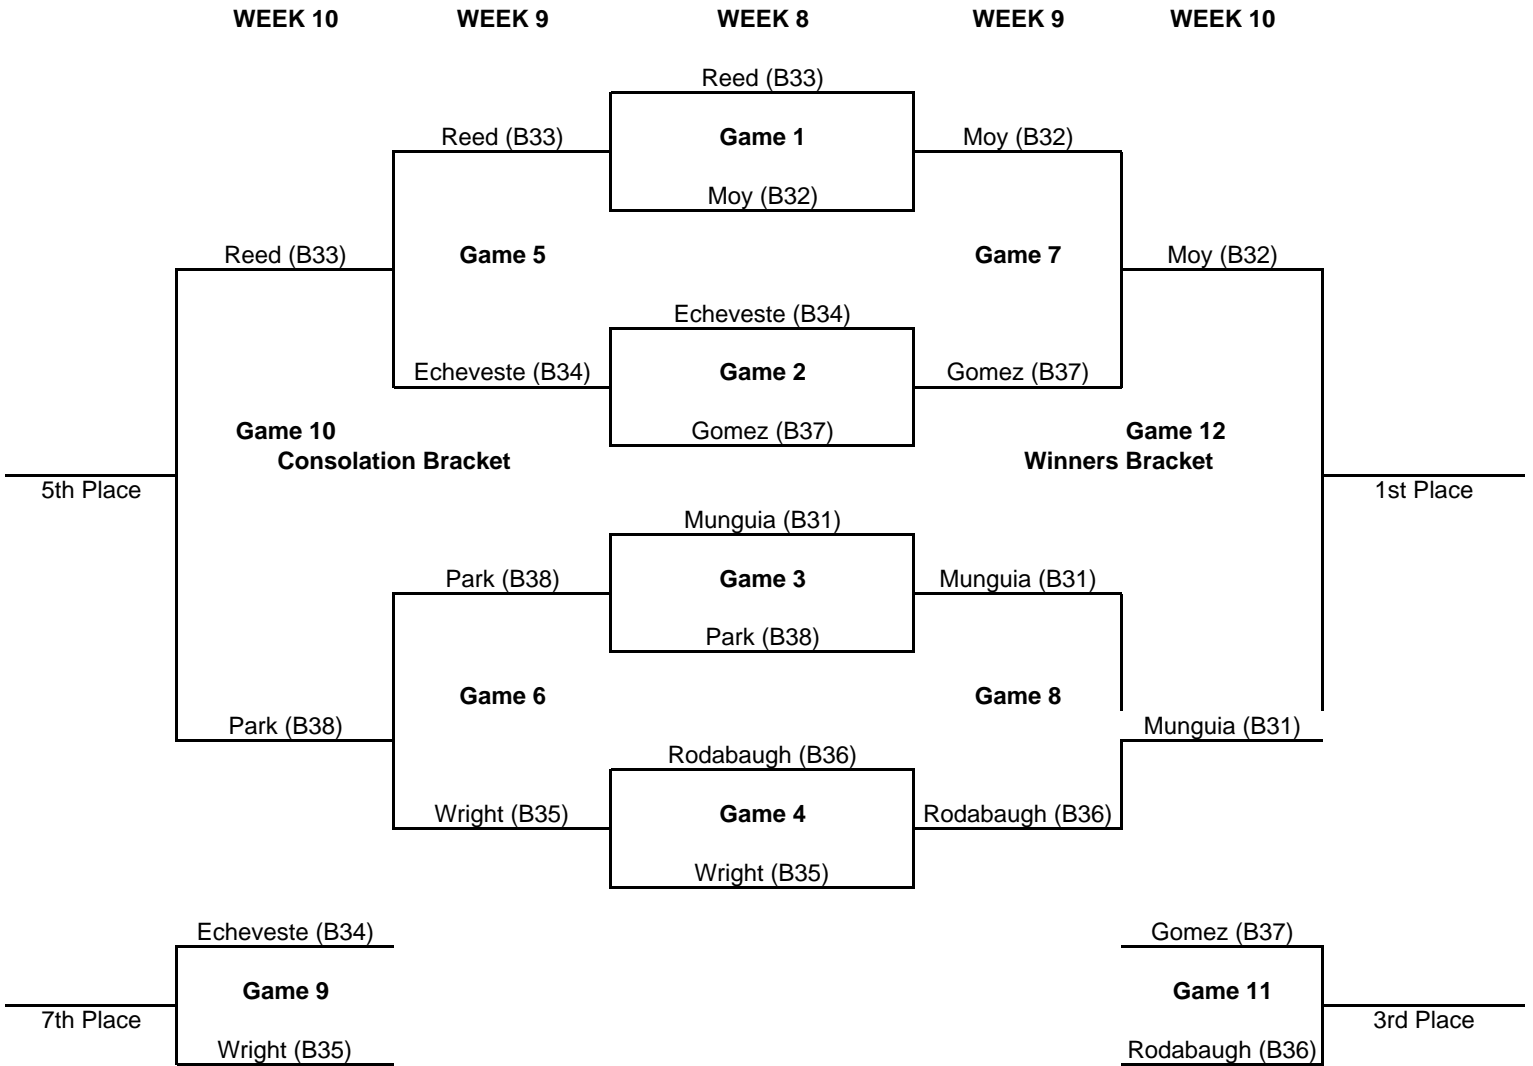 WEEK 10 WEEK 9 WEEK 8 WEEK 9 WEEK 10
Reed (B33)
Reed (B33) Game 1 Moy (B32)
Moy (B32)
Reed (B33) Game 5 Game 7 Moy (B32)
Echeveste (B34)
Echeveste (B34) Game 2 Gomez (B37)
Game 10 Gomez (B37) Game 12
Consolation Bracket Winners Bracket
5th Place 1st Place
Munguia (B31)
Park (B38) Game 3 Munguia (B31)
Park (B38)
Game 6 Game 8
Park (B38) Munguia (B31)
Rodabaugh (B36)
Wright (B35) Game 4 Rodabaugh (B36)
Wright (B35)
Echeveste (B34) Gomez (B37)
Game 9 Game 11
7th Place 3rd Place
Wright (B35) Rodabaugh (B36)